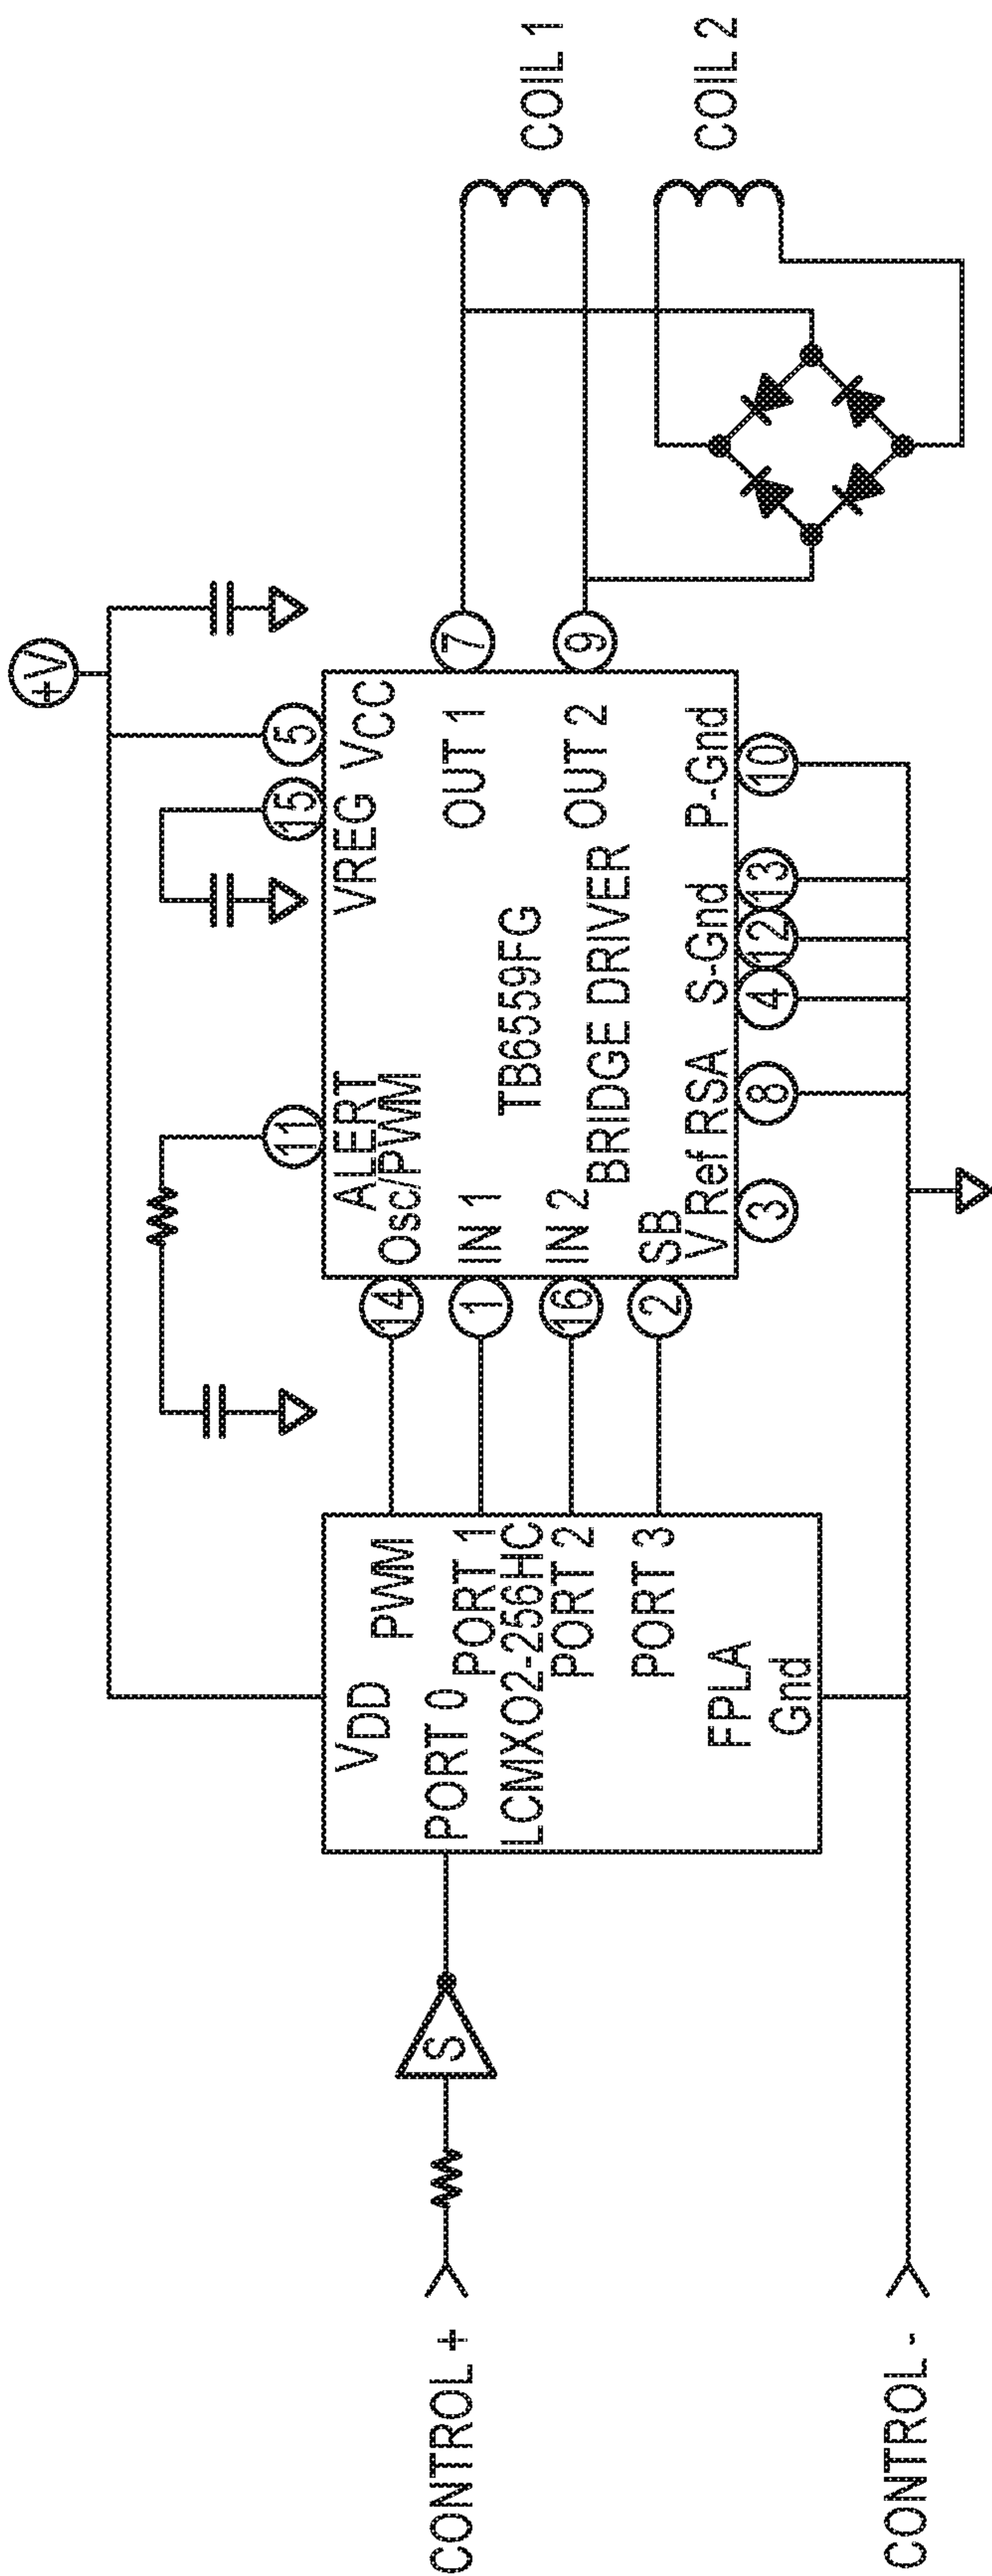 +V
CONTROL +
CONTROL -
S
VDD
PWM
PORT 0
PORT 1
LCMXO2-256HC
PORT 2
PORT 3
FPLA
Gnd
14
1
16
2
11
15
5
ALERT
VREG
VCC
Osc/PWM
IN 1
OUT 1
TB6559FG
IN 2
OUT 2
BRIDGE DRIVER
SB
VRef
RSA
S-Gnd
P-Gnd
3
8
4
12
13
10
7
9
COIL 1
COIL 2